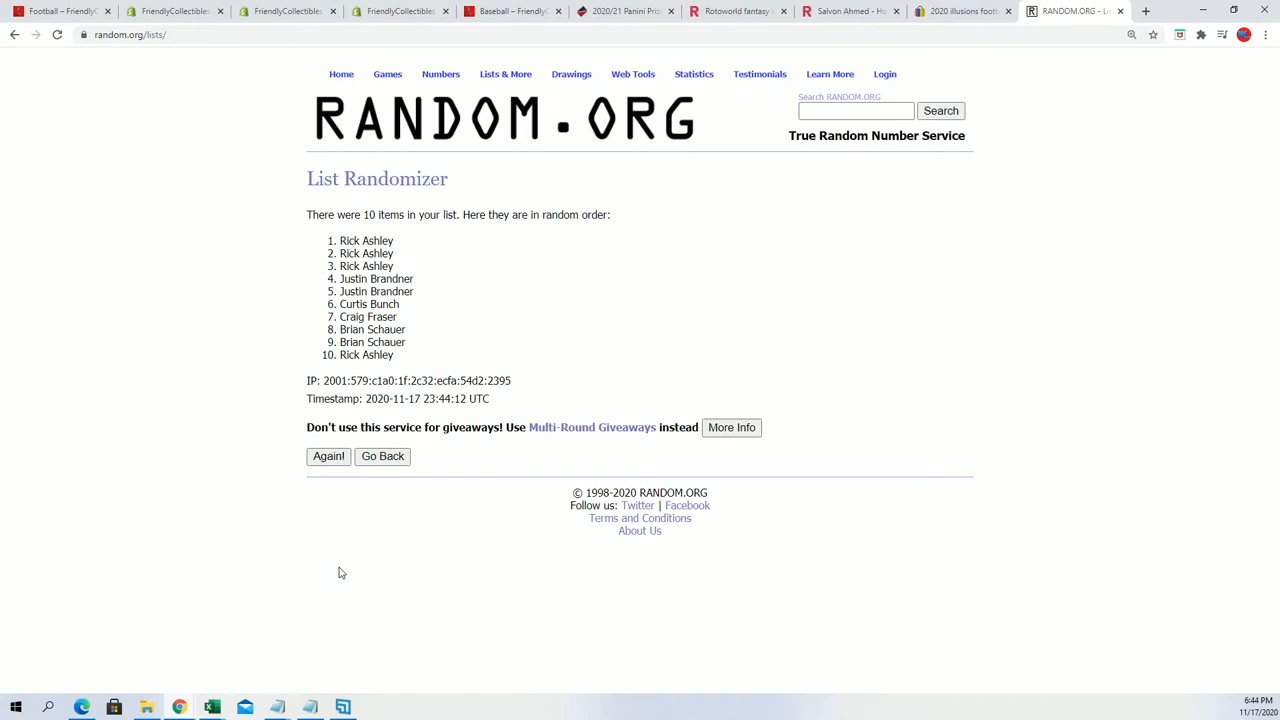 Football – FriendlyC
FriendlyCollectibles
FriendlyCollectibles
FriendlyCollectibles
Baseball – FriendlyC
2020/21 Panini Prizm
Rotoworld fantasy
Salvon Ahmed - Ho
2020 illusions footb
RANDOM.ORG - Li
random.org/lists/
Home Games Numbers Lists & More Drawings Web Tools Statistics Testimonials Learn More Login
RANDOM.ORG
Search RANDOM.ORG
Search
True Random Number Service
List Randomizer
There were 10 items in your list. Here they are in random order:
1. Rick Ashley
2. Rick Ashley
3. Rick Ashley
4. Justin Brandner
5. Justin Brandner
6. Curtis Bunch
7. Craig Fraser
8. Brian Schauer
9. Brian Schauer
10. Rick Ashley
IP: 2001:579:c1a0:1f:2c32:ecfa:54d2:2395
Timestamp: 2020-11-17 23:44:12 UTC
Don't use this service for giveaways! Use Multi-Round Giveaways instead More Info
Again! Go Back
© 1998-2020 RANDOM.ORG
Follow us: Twitter | Facebook
Terms and Conditions
About Us
6:44 PM
11/17/2020